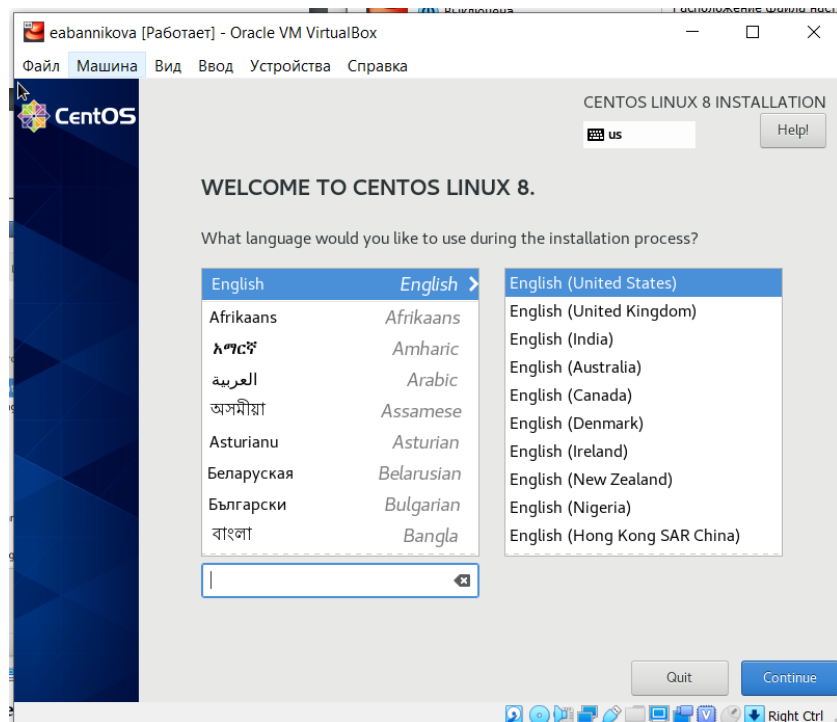 Выключена
eabannikova [Работает] - Oracle VM VirtualBox
Файл Машина Вид Ввод Устройства Справка
CentOS
CENTOS LINUX 8 INSTALLATION
us
Help!
WELCOME TO CENTOS LINUX 8.
What language would you like to use during the installation process?
English English
Afrikaans Afrikaans
አማርኛ Amharic
العربية Arabic
অসমীয়া Assamese
Asturianu Asturian
Беларуская Belarusian
Български Bulgarian
বাংলা Bangla
English (United States)
English (United Kingdom)
English (India)
English (Australia)
English (Canada)
English (Denmark)
English (Ireland)
English (New Zealand)
English (Nigeria)
English (Hong Kong SAR China)
Quit
Continue
Right Ctrl